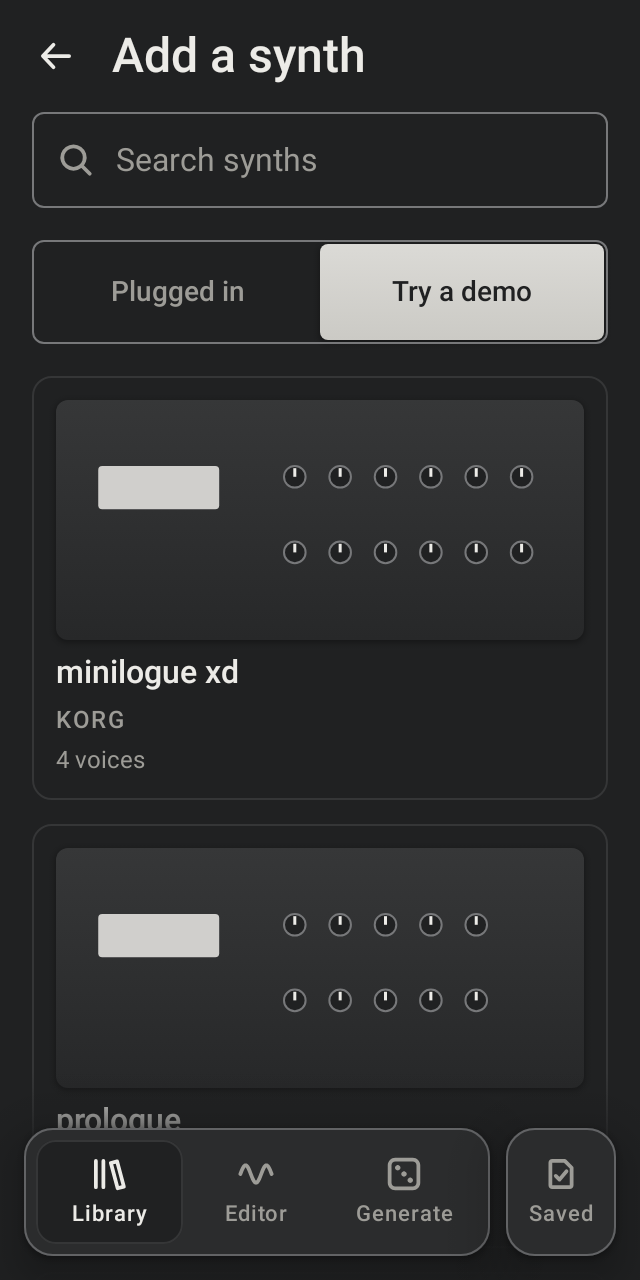 Add a synth
Search synths
Plugged in
Try a demo
minilogue xd
KORG
4 voices
prologue
Library
Editor
Generate
Saved